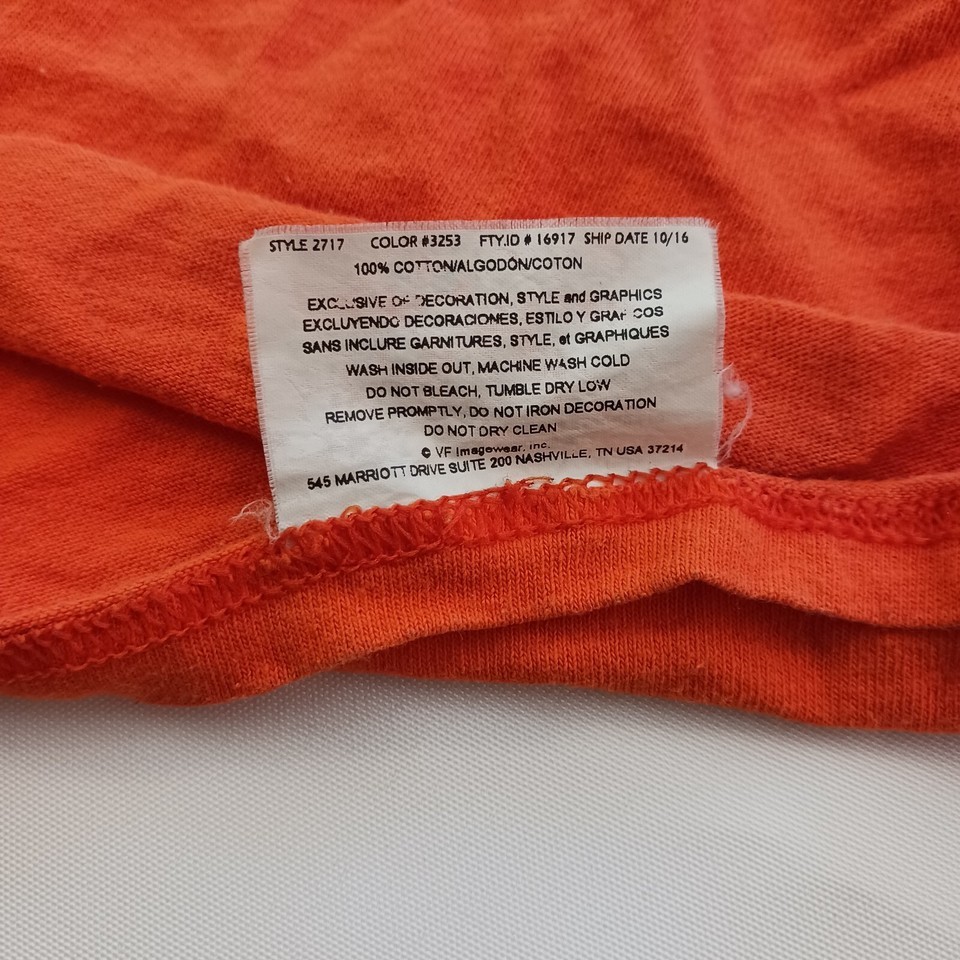 STYLE 2717 COLOR #3253 FTY.ID # 16917 SHIP DATE 10/16
100% COTTON/ALGODÓN/COTON
EXCLUSIVE OF DECORATION, STYLE and GRAPHICS
EXCLUYENDO DECORACIONES, ESTILO Y GRAFICOS
SANS INCLURE GARNITURES, STYLE, et GRAPHIQUES
WASH INSIDE OUT, MACHINE WASH COLD
DO NOT BLEACH, TUMBLE DRY LOW
REMOVE PROMPTLY, DO NOT IRON DECORATION
DO NOT DRY CLEAN
© VF Imagewear, Inc.
545 MARRIOTT DRIVE SUITE 200 NASHVILLE, TN USA 37214